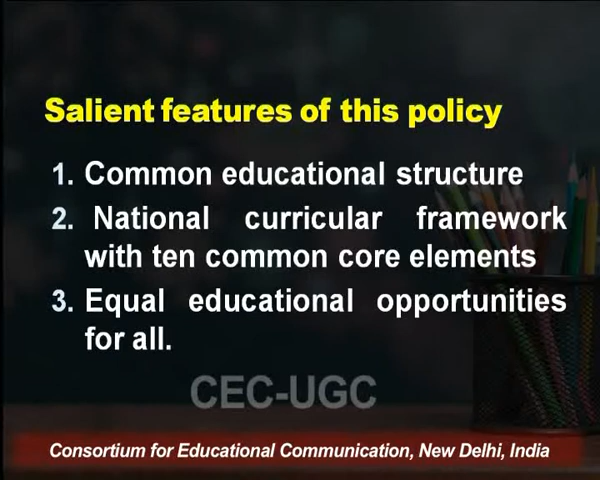 Salient features of this policy
1. Common educational structure
2. National curricular framework
with ten common core elements
3. Equal educational opportunities
for all.
CEC-UGC
Consortium for Educational Communication, New Delhi, India